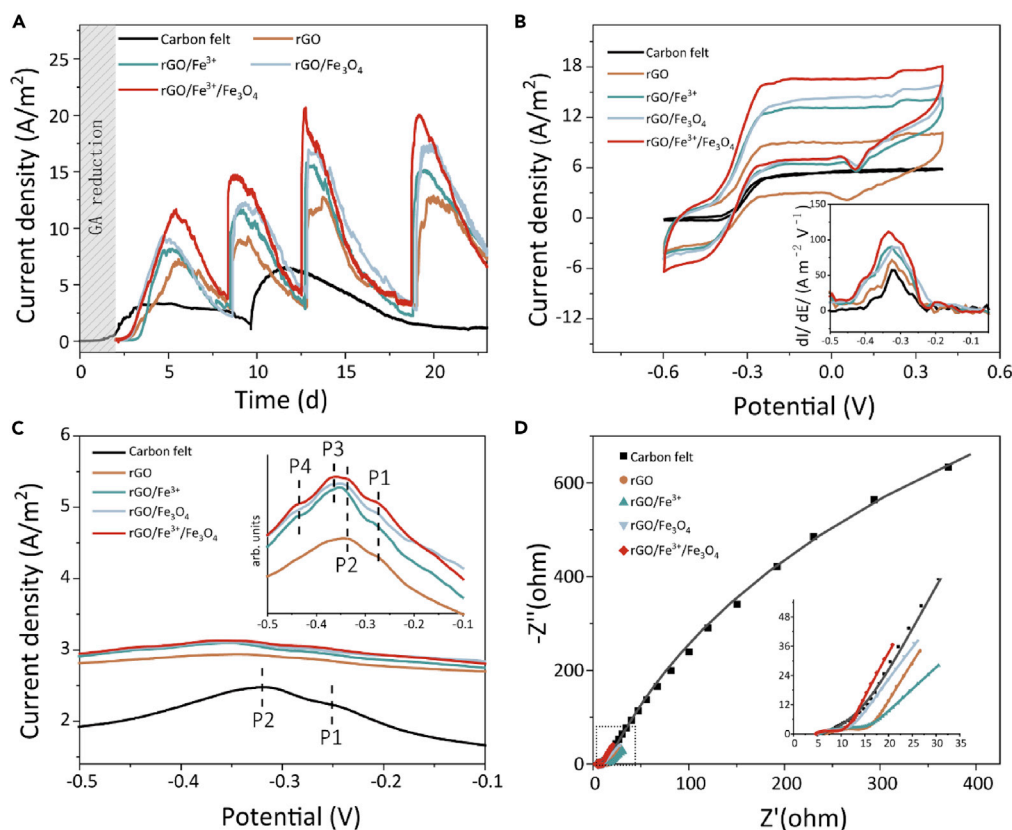 A
GA reduction
Carbon felt
rGO
rGO/Fe³⁺
rGO/Fe₃O₄
rGO/Fe³⁺/Fe₃O₄
Current density (A/m²)
25
20
15
10
5
0
0 5 10 15 20
Time (d)
B
Carbon felt
rGO
rGO/Fe³⁺
rGO/Fe₃O₄
rGO/Fe³⁺/Fe₃O₄
Current density (A/m²)
18
12
6
0
-6
-12
-0.6 -0.3 0.0 0.3 0.6
Potential (V)
dI/ dE/ (A m⁻² V⁻¹)
150
100
50
0
-0.5 -0.4 -0.3 -0.2 -0.1
C
Carbon felt
rGO
rGO/Fe³⁺
rGO/Fe₃O₄
rGO/Fe³⁺/Fe₃O₄
Current density (A/m²)
6
5
4
3
2
-0.5 -0.4 -0.3 -0.2 -0.1
Potential (V)
P2
P1
arb. units
P4
P3
P1
P2
-0.5 -0.4 -0.3 -0.2 -0.1
D
Carbon felt
rGO
rGO/Fe³⁺
rGO/Fe₃O₄
rGO/Fe³⁺/Fe₃O₄
-Z''(ohm)
-600
400
200
0
0 100 200 300 400
Z'(ohm)
48
36
24
12
0
0 5 10 15 20 25 30 35